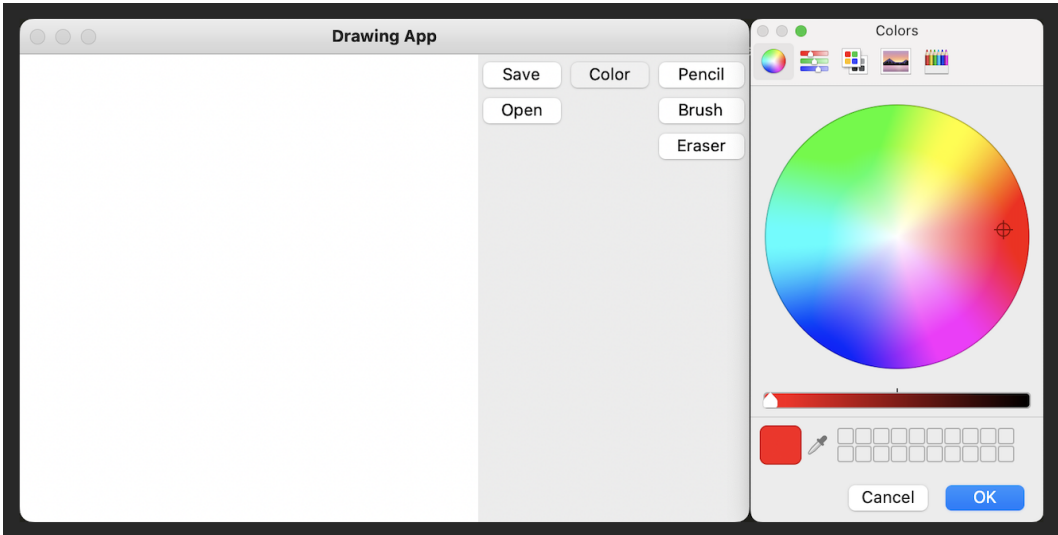 Drawing App
Save Color Pencil
Open Brush
Eraser
Colors
Cancel OK